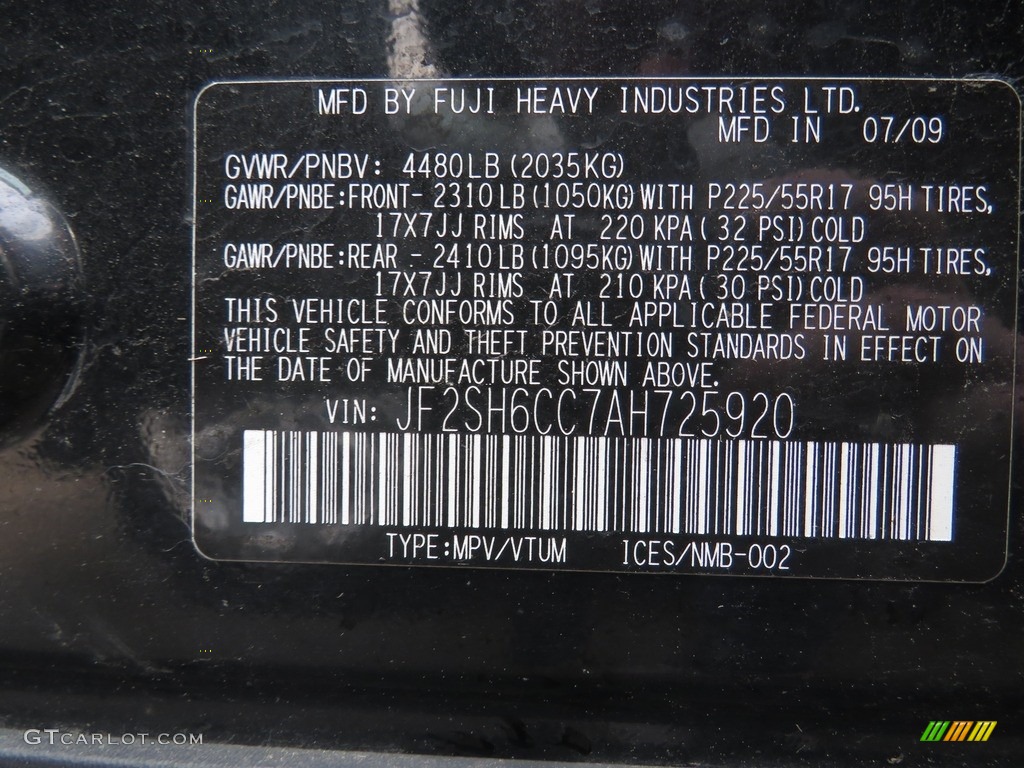 MFD BY FUJI HEAVY INDUSTRIES LTD.
MFD IN 07/09
GVWR/PNBV: 4480LB (2035KG)
GAWR/PNBE:FRONT- 2310LB (1050KG) WITH P225/55R17 95H TIRES,
17X7JJ RIMS AT 220 KPA ( 32 PSI) COLD
GAWR/PNBE:REAR - 2410LB (1095KG) WITH P225/55R17 95H TIRES,
17X7JJ RIMS AT 210 KPA ( 30 PSI) COLD
THIS VEHICLE CONFORMS TO ALL APPLICABLE FEDERAL MOTOR
VEHICLE SAFETY AND THEFT PREVENTION STANDARDS IN EFFECT ON
THE DATE OF MANUFACTURE SHOWN ABOVE.
VIN: JF2SH6CC7AH725920
TYPE:MPV/VTUM ICES/NMB-002
GTCARLOT.COM